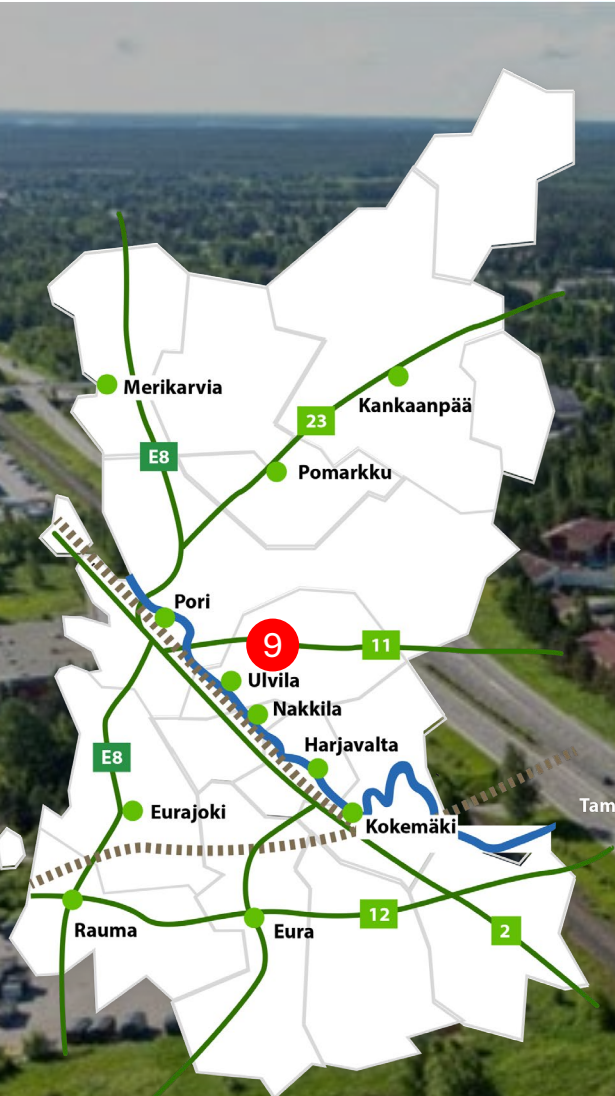 Merikarvia
Kankaanpää
23
E8
Pomarkku
Pori
9
11
Ulvila
Nakkila
Harjavalta
E8
Tam
Eurajoki
Kokemäki
12
Rauma
Eura
2